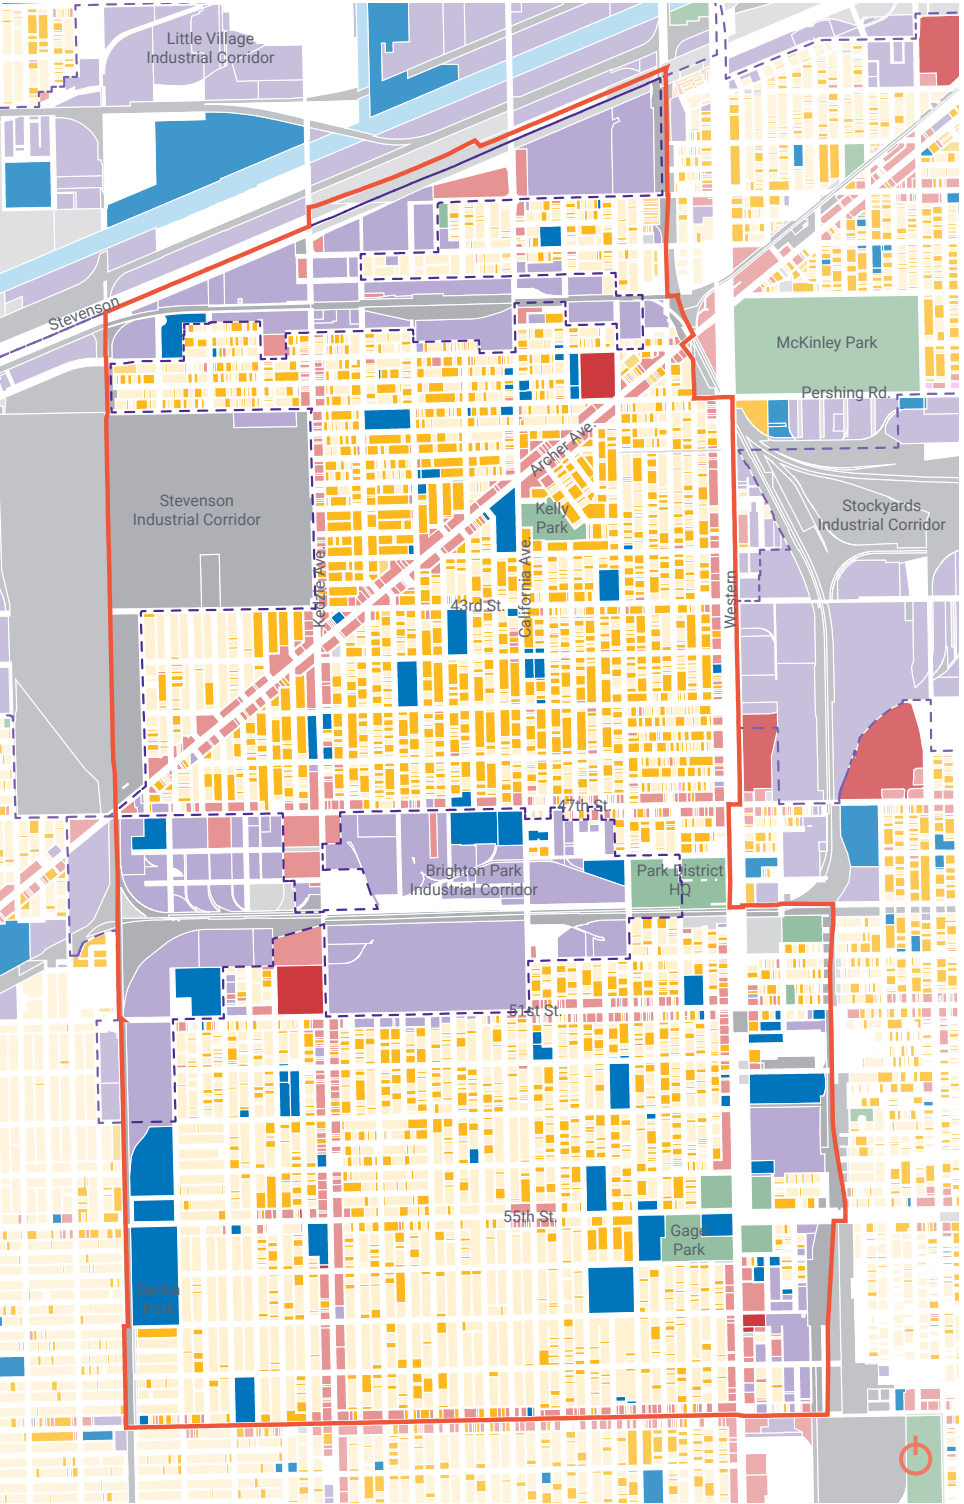 Little Village
Industrial Corridor
Stevenson
McKinley Park
Pershing Rd.
Archer Ave.
Stevenson
Industrial Corridor
Kelly
Park
Stockyards
Industrial Corridor
Kedzie Ave.
California Ave.
Western
43rd St.
47th St.
Brighton Park
Industrial Corridor
Park District
HQ
51st St.
55th St.
Gage
Park
Senka
Park